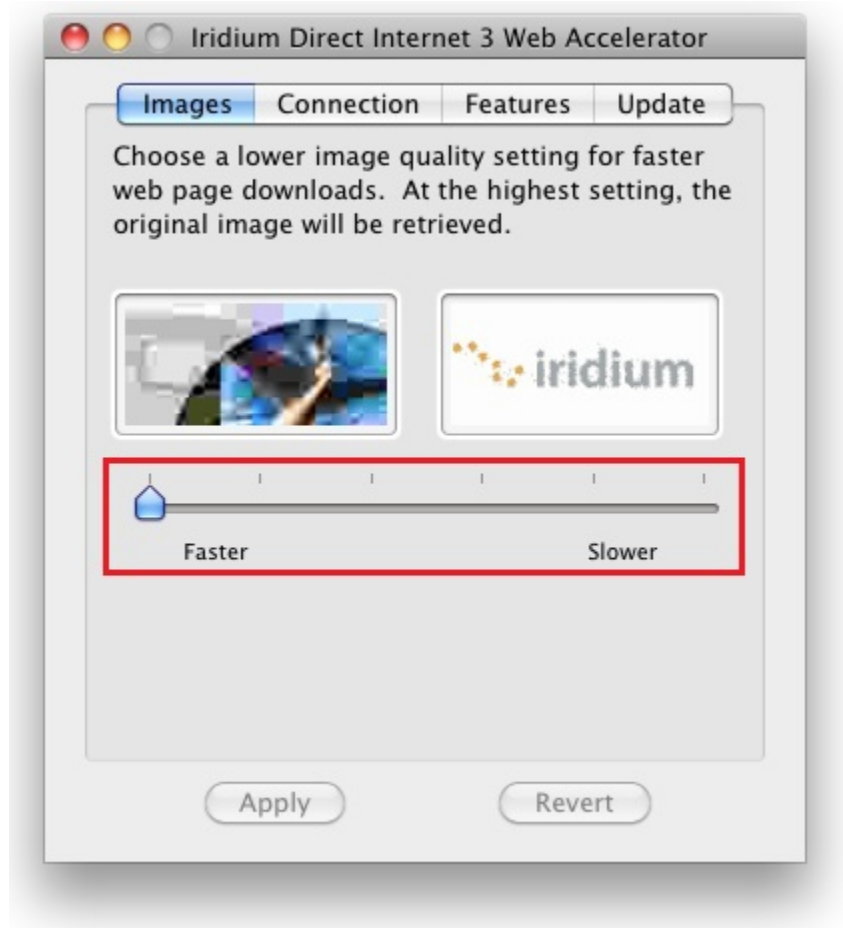 Iridium Direct Internet 3 Web Accelerator
Images Connection Features Update
Choose a lower image quality setting for faster
web page downloads. At the highest setting, the
original image will be retrieved.
iridium
Faster Slower
Apply Revert